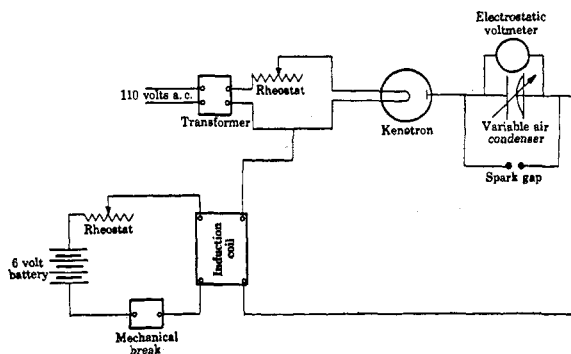 Electrostatic
voltmeter
110 volts a.c.
Rheostat
Transformer
Kenotron
Variable air
condenser
Spark gap
Rheostat
6 volt
battery
Induction
coil
Mechanical
break